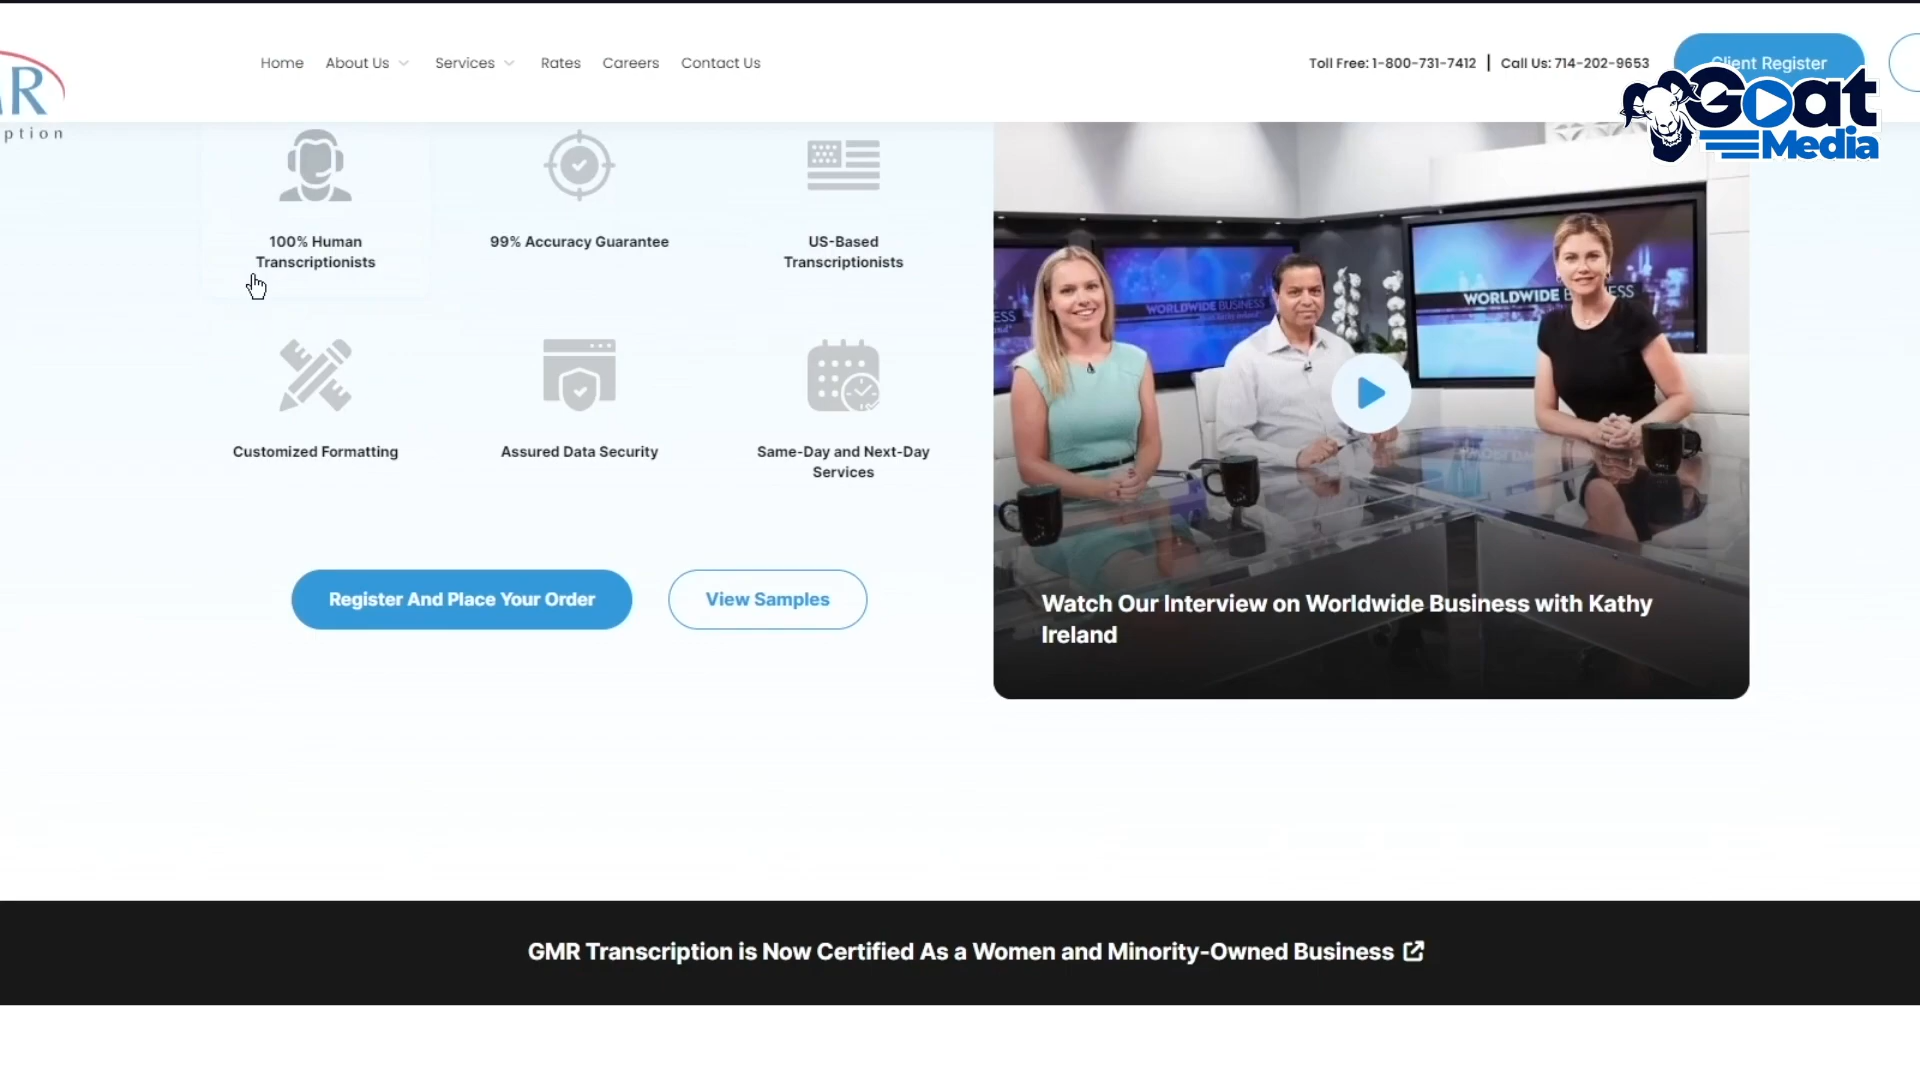 Home About Us Services Rates Careers Contact Us
Toll Free: 1-800-731-7412 | Call Us: 714-202-9653
Client Register
Goat
Media
R
ption
100% Human
Transcriptionists
99% Accuracy Guarantee
US-Based
Transcriptionists
Customized Formatting
Assured Data Security
Same-Day and Next-Day
Services
Register And Place Your Order
View Samples
WORLDWIDE BUSINESS
WORLDWIDE B
ESS
Watch Our Interview on Worldwide Business with Kathy
Ireland
GMR Transcription is Now Certified As a Women and Minority-Owned Business